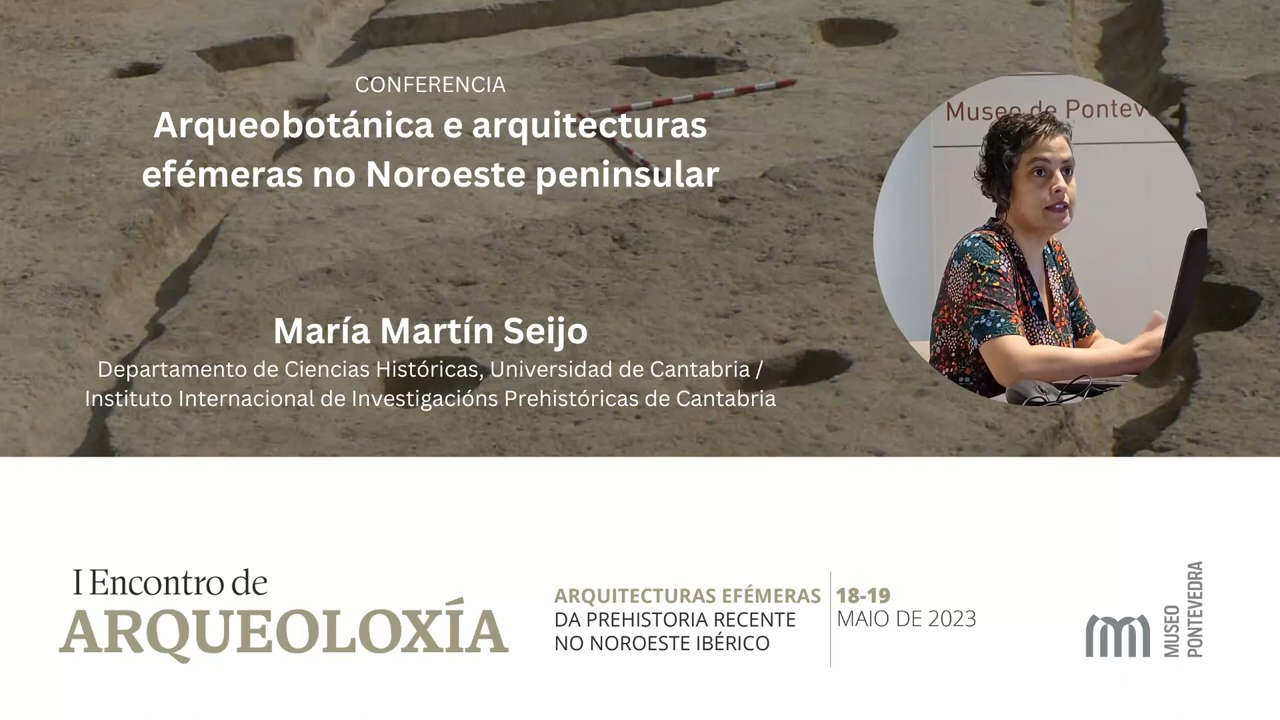 CONFERENCIA
Arqueobotánica e arquitecturas
efémeras no Noroeste peninsular
Museo de Pontev
María Martín Seijo
Departamento de Ciencias Históricas, Universidad de Cantabria /
Instituto Internacional de Investigacións Prehistóricas de Cantabria
I Encontro de
ARQUEOLOXÍA
ARQUITECTURAS EFÉMERAS
DA PREHISTORIA RECENTE
NO NOROESTE IBÉRICO
18-19
MAIO DE 2023
MUSEO
PONTEVEDRA